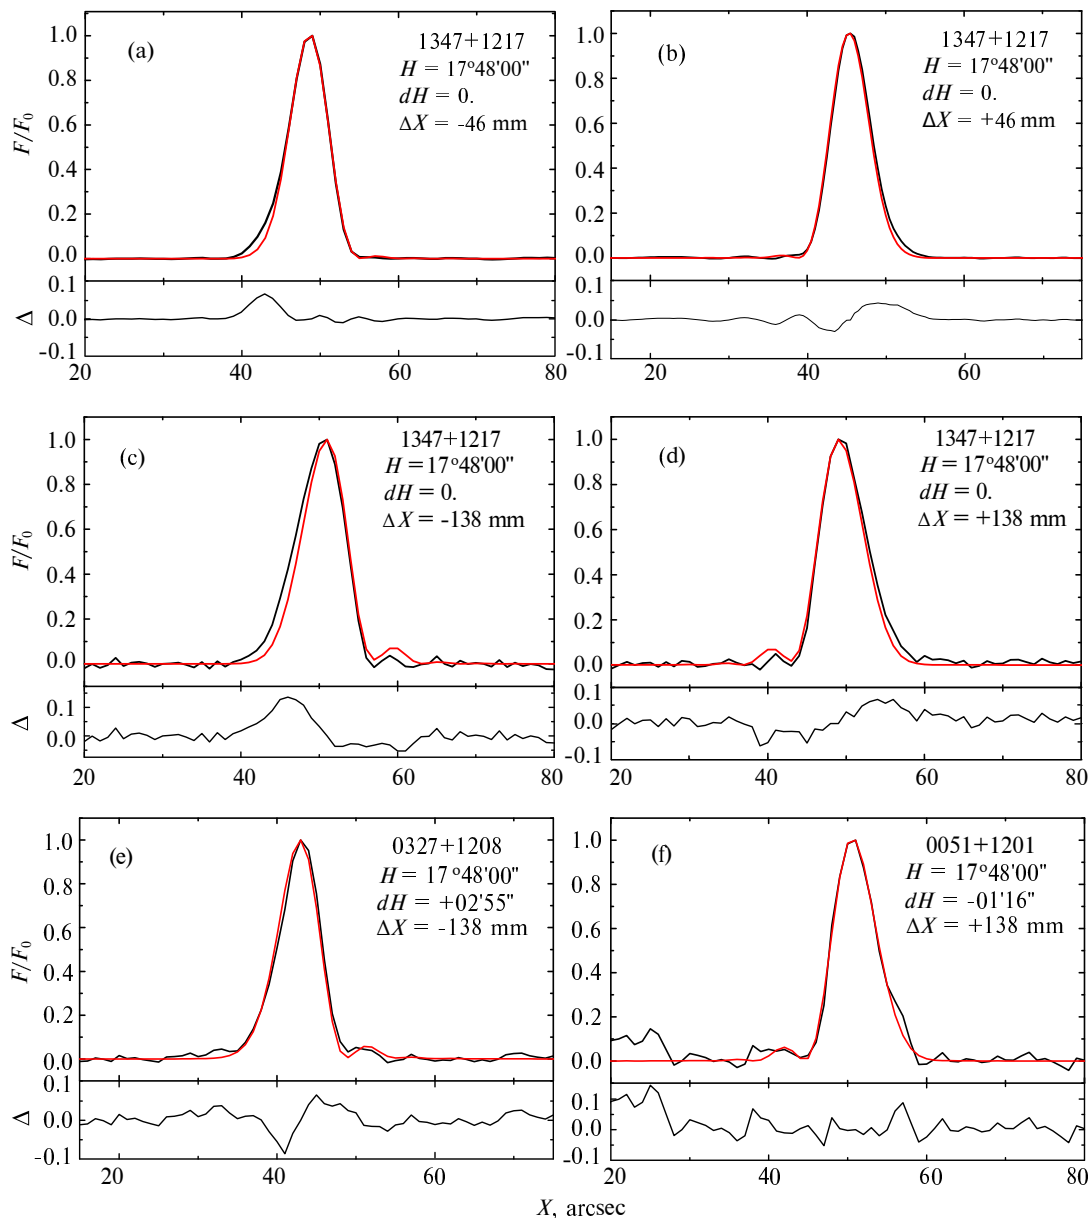 (a)
1347+1217
H = 17°48'00"
dH = 0.
ΔX = -46 mm
F/F0
1.0
0.8
0.6
0.4
0.2
0.0
0.1
0.0
-0.1
Δ
20 40 60 80
(b)
1347+1217
H = 17°48'00"
dH = 0.
ΔX = +46 mm
1.0
0.8
0.6
0.4
0.2
0.0
0.1
0.0
-0.1
20 40 60
(c)
1347+1217
H = 17°48'00"
dH = 0.
ΔX = -138 mm
F/F0
1.0
0.8
0.6
0.4
0.2
0.0
0.1
0.0
Δ
20 40 60 80
(d)
1347+1217
H = 17°48'00"
dH = 0.
ΔX = +138 mm
1.0
0.8
0.6
0.4
0.2
0.0
0.1
0.0
-0.1
20 40 60 80
(e)
0327+1208
H = 17°48'00"
dH = +02'55"
ΔX = -138 mm
F/F0
1.0
0.8
0.6
0.4
0.2
0.0
0.1
0.0
-0.1
Δ
20 40 60
(f)
0051+1201
H = 17°48'00"
dH = -01'16"
ΔX = +138 mm
1.0
0.8
0.6
0.4
0.2
0.0
0.1
0.0
-0.1
20 40 60 80
X, arcsec